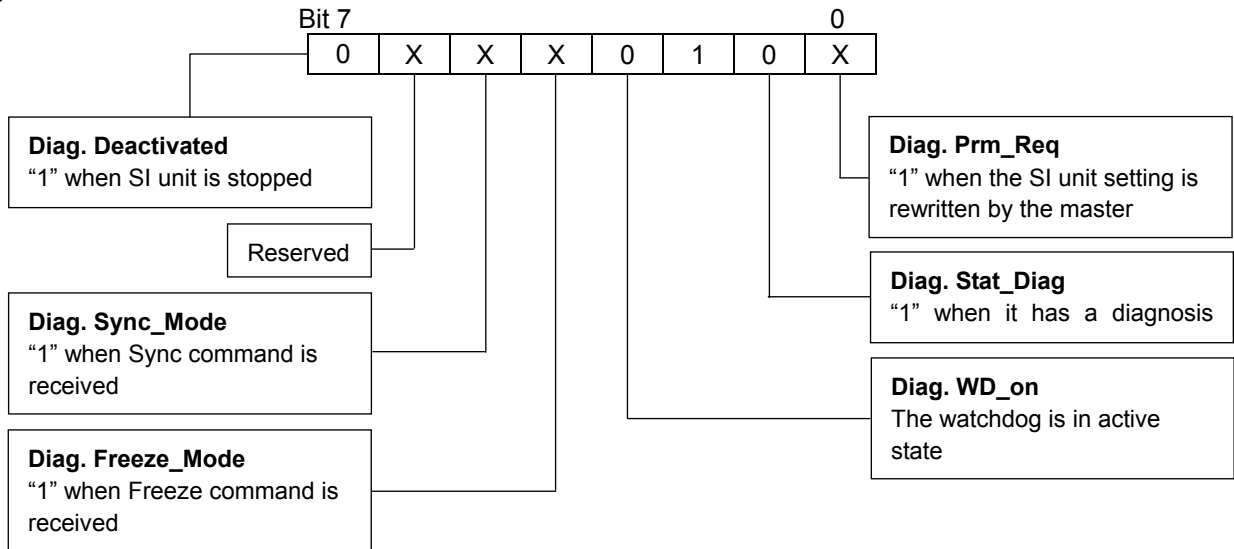 Bit 7 0
0 X X X 0 1 0 X
Diag. Deactivated
“1” when SI unit is stopped
Reserved
Diag. Sync_Mode
“1” when Sync command is
received
Diag. Freeze_Mode
“1” when Freeze command is
received
Diag. Prm_Req
“1” when the SI unit setting is
rewritten by the master
Diag. Stat_Diag
“1” when it has a diagnosis
Diag. WD_on
The watchdog is in active
state